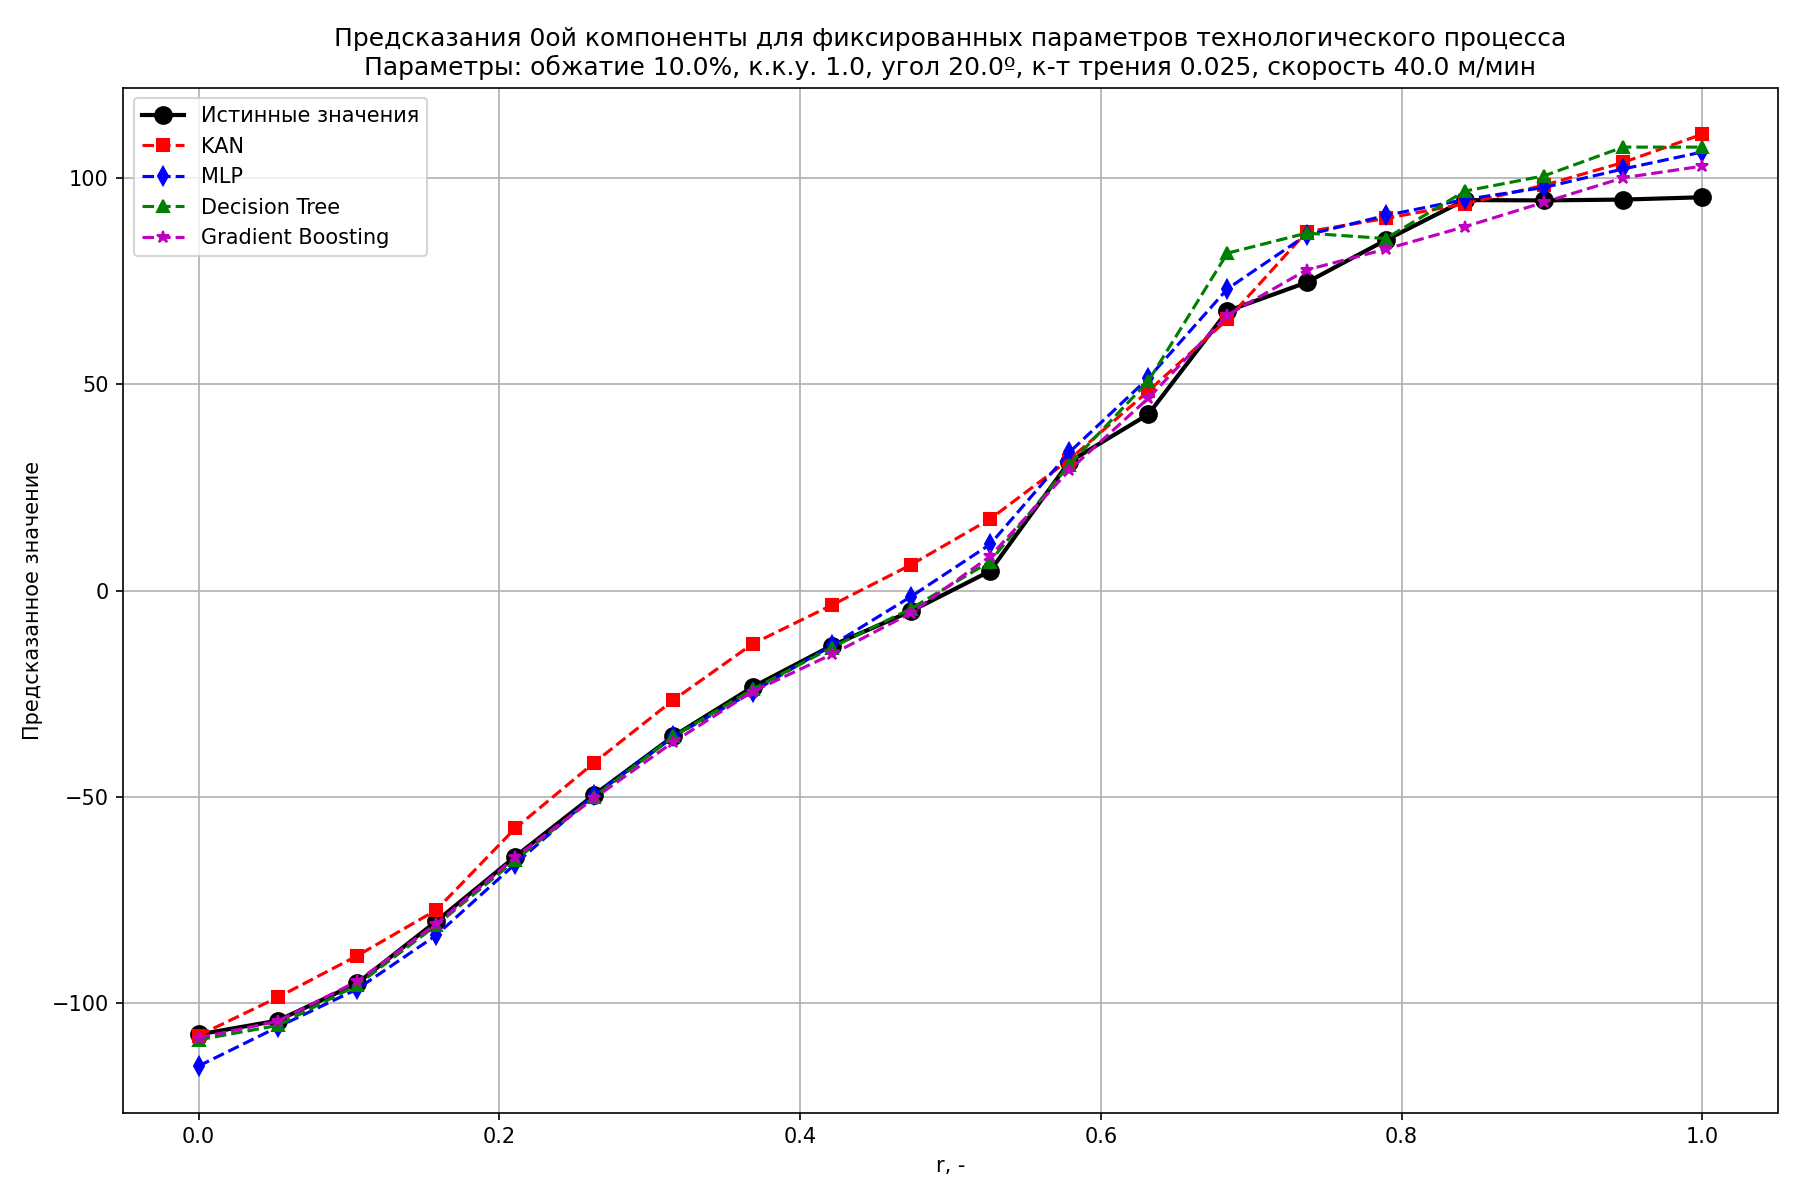 Предсказания 0ой компоненты для фиксированных параметров технологического процесса
Параметры: обжатие 10.0%, к.к.у. 1.0, угол 20.0º, к-т трения 0.025, скорость 40.0 м/мин
Истинные значения
KAN
MLP
Decision Tree
Gradient Boosting
Предсказанное значение
100
50
0
−50
−100
0.0
0.2
0.4
0.6
0.8
1.0
r, -